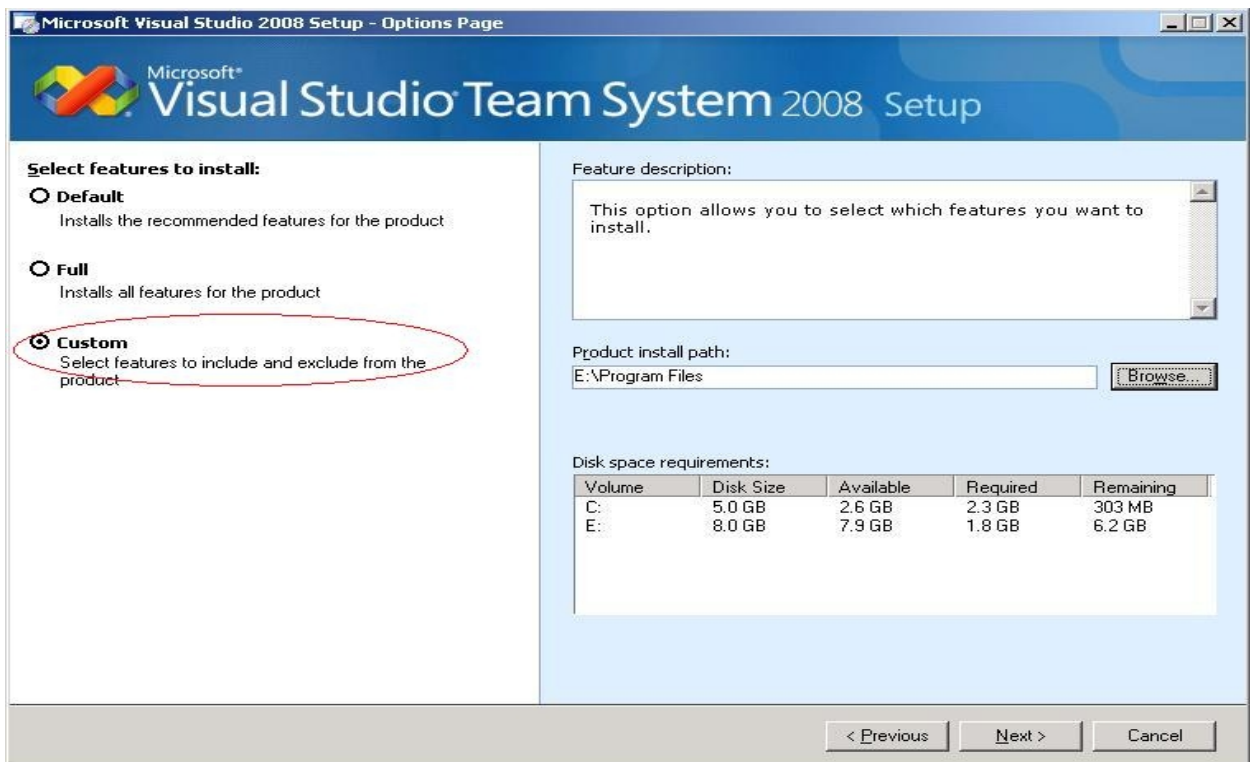 Microsoft Visual Studio 2008 Setup - Options Page
Microsoft®
Visual Studio Team System 2008 Setup
Select features to install:
Default
Installs the recommended features for the product
Full
Installs all features for the product
Custom
Select features to include and exclude from the
product
Feature description:
This option allows you to select which features you want to
install.
Product install path:
E:\Program Files
Browse...
Disk space requirements:
Volume Disk Size Available Required Remaining
C: 5.0 GB 2.6 GB 2.3 GB 303 MB
E: 8.0 GB 7.9 GB 1.8 GB 6.2 GB
< Previous Next > Cancel